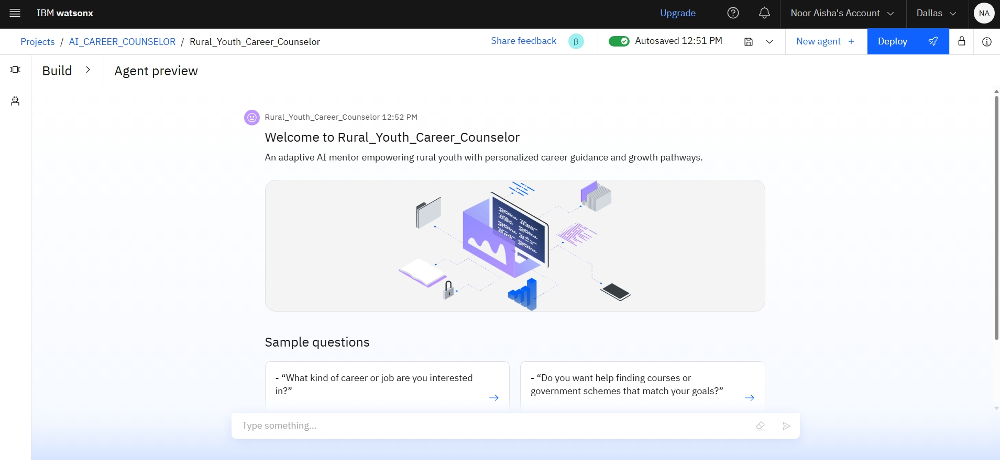 IBM watsonx
Upgrade
Noor Aisha's Account
Dallas
NA
Projects / AI_CAREER_COUNSELOR / Rural_Youth_Career_Counselor
Share feedback
β
Autosaved 12:51 PM
New agent +
Deploy
Build
Agent preview
Rural_Youth_Career_Counselor 12:52 PM
Welcome to Rural_Youth_Career_Counselor
An adaptive AI mentor empowering rural youth with personalized career guidance and growth pathways.
Sample questions
- “What kind of career or job are you interested
in?”
- “Do you want help finding courses or
government schemes that match your goals?”
Type something...